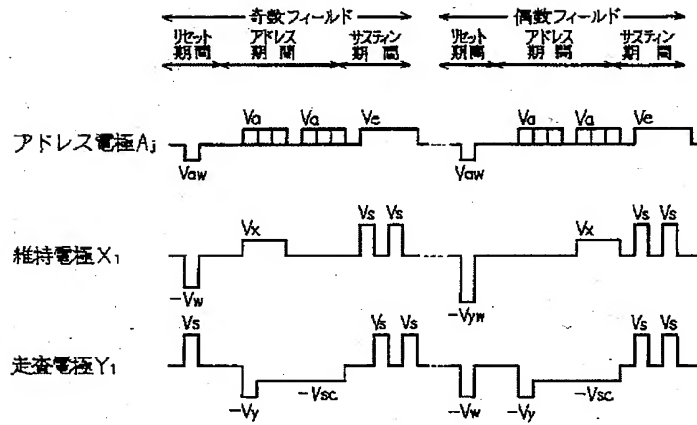 奇数フィールド 偶数フィールド
リセット期間 アドレス期間 サスティン期間 リセット期間 アドレス期間 サスティン期間
Va Va Ve Va Va Ve
アドレス電極Aj
Vaw Vaw
Vs Vs Vs Vs
Vx Vx
維持電極X1
-Vw -Vyw
Vs Vs Vs Vs Vs
走査電極Y1
-Vy -Vsc -Vw -Vy -Vsc